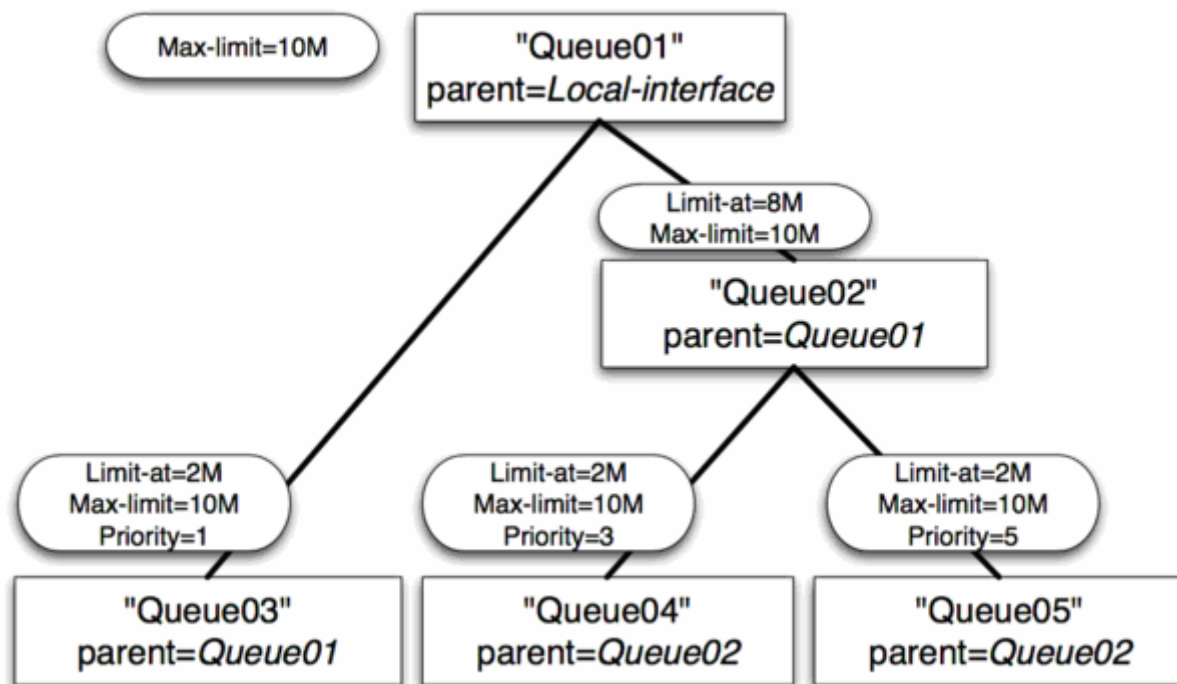 Max-limit=10M
"Queue01"
parent=Local-interface
Limit-at=8M
Max-limit=10M
"Queue02"
parent=Queue01
Limit-at=2M
Max-limit=10M
Priority=1
"Queue03"
parent=Queue01
Limit-at=2M
Max-limit=10M
Priority=3
"Queue04"
parent=Queue02
Limit-at=2M
Max-limit=10M
Priority=5
"Queue05"
parent=Queue02